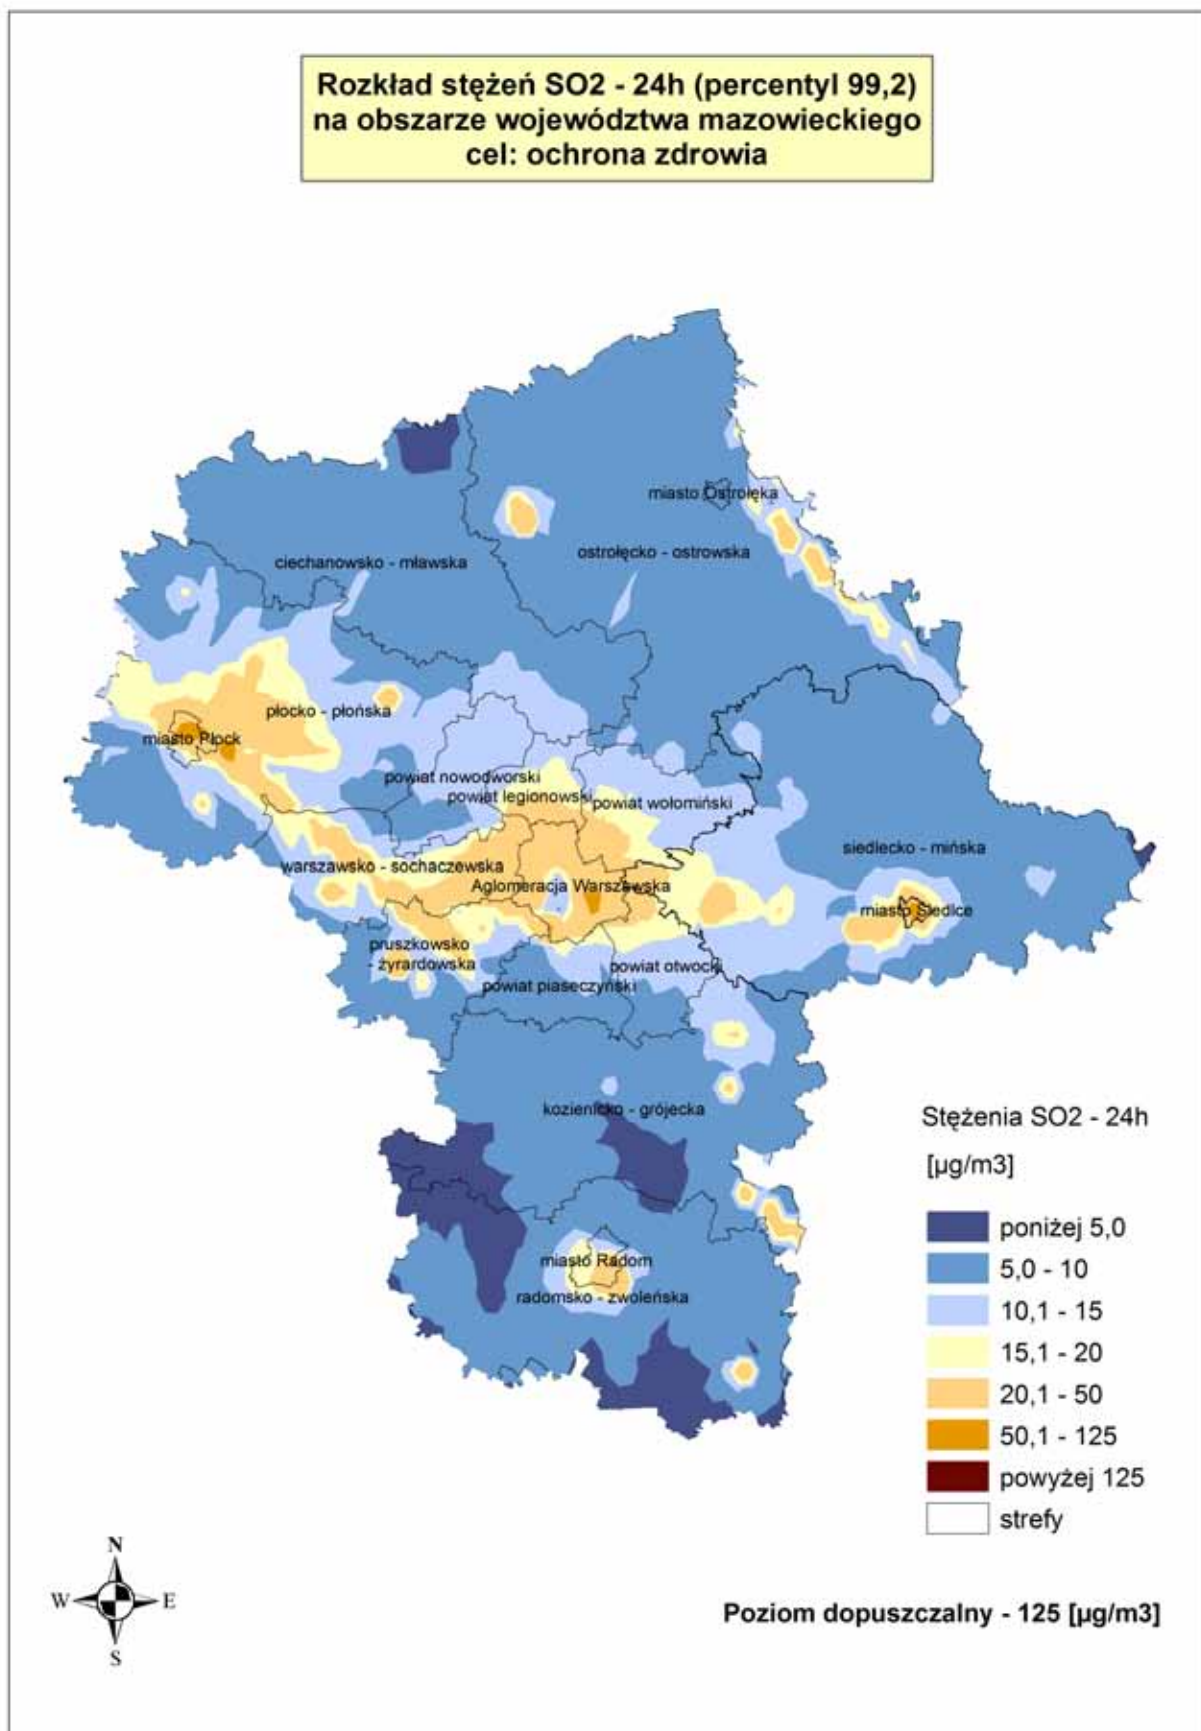 Rozkład stężeń SO2 - 24h (percentyl 99,2)
na obszarze województwa mazowieckiego
cel: ochrona zdrowia
miasto Ostrołęka
ostrołęcko - ostrowska
ciechanowsko - mławska
płocko - płońska
miasto Płock
powiat nowodworski
powiat legionowski
powiat wołomiński
siedlecko - mińska
warszawsko - sochaczewska
Aglomeracja Warszawska
miasto Siedlce
pruszkowsko
- żyrardowska
powiat otwocki
powiat piaseczyński
kozienicko - grójecka
miasto Radom
radomsko - zwoleńska
Stężenia SO2 - 24h
[µg/m3]
poniżej 5,0
5,0 - 10
10,1 - 15
15,1 - 20
20,1 - 50
50,1 - 125
powyżej 125
strefy
N
W E
S
Poziom dopuszczalny - 125 [µg/m3]